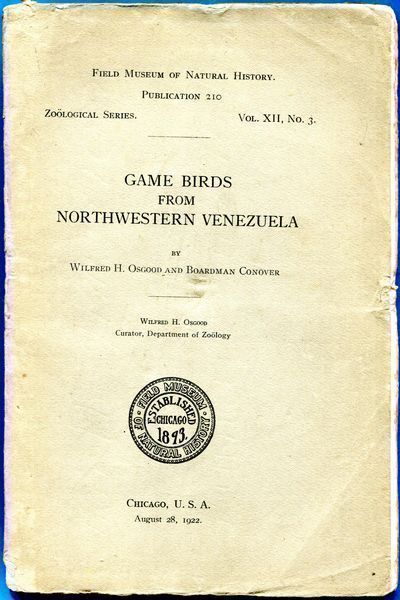 Field Museum of Natural History.
Publication 210
Zoölogical Series. Vol. XII, No. 3.
GAME BIRDS
FROM
NORTHWESTERN VENEZUELA
BY
Wilfred H. Osgood and Boardman Conover
Wilfred H. Osgood
Curator, Department of Zoölogy
FIELD MUSEUM
OF NATURAL HISTORY
ESTABLISHED
CHICAGO
1893.
Chicago, U. S. A.
August 28, 1922.